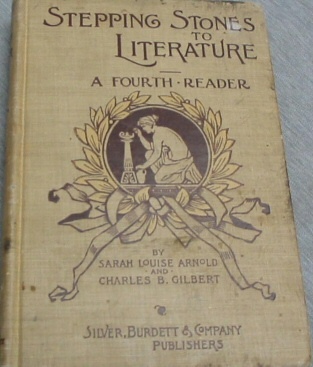 STEPPING STONES
TO
LITERATURE
A FOURTH · READER
BY
SARAH LOUISE ARNOLD
· AND ·
CHARLES B. GILBERT
SILVER, BURDETT & COMPANY
PUBLISHERS